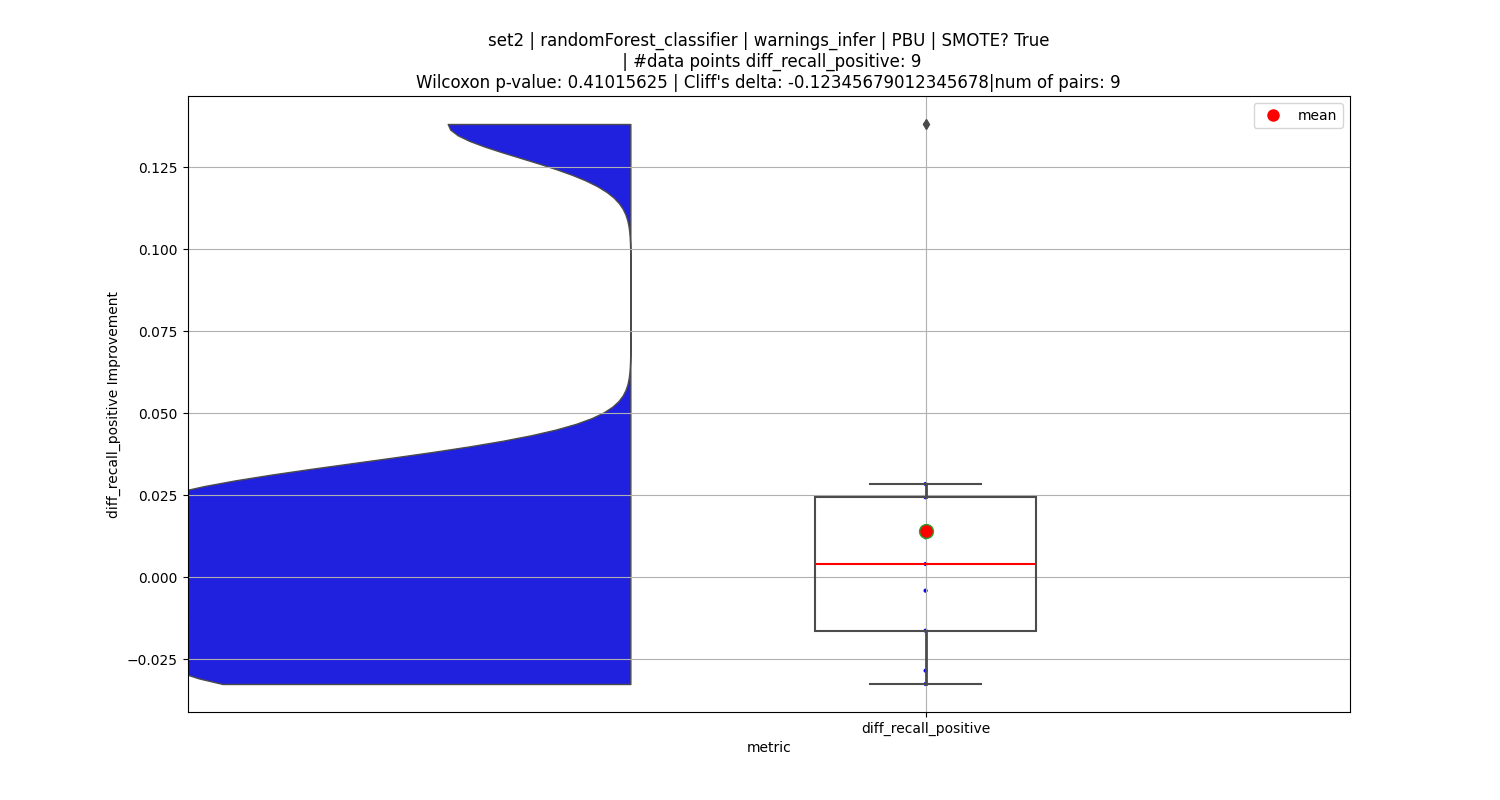 set2 | randomForest_classifier | warnings_infer | PBU | SMOTE? True
| #data points diff_recall_positive: 9
Wilcoxon p-value: 0.41015625 | Cliff's delta: -0.12345679012345678|num of pairs: 9
mean
0.125
0.100
0.075
0.050
0.025
0.000
−0.025
diff_recall_positive Improvement
diff_recall_positive
metric